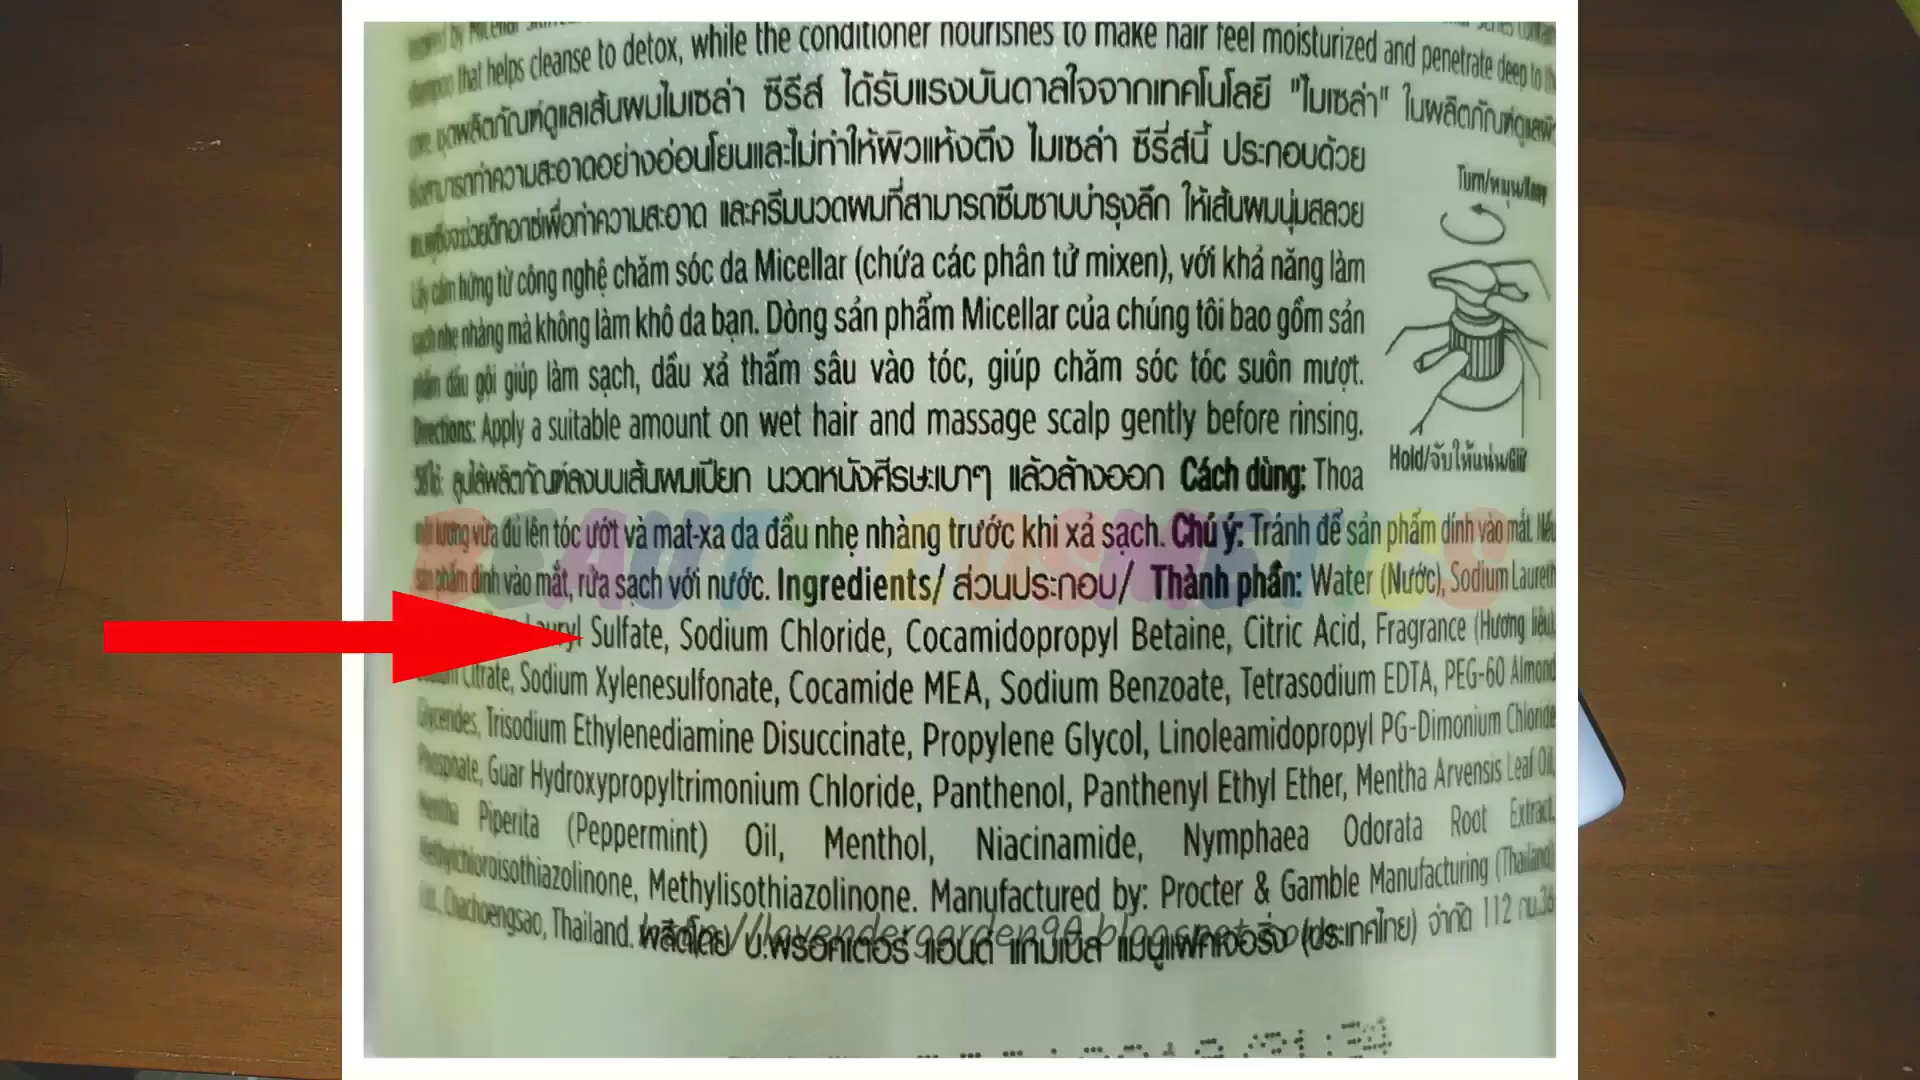 shampoo that helps cleanse to detox, while the conditioner nourishes to make hair feel moisturized and penetrate deep to the
ชุดผลิตภัณฑ์ดูแลเส้นผมไมเซล่า ซีรีส์ ได้รับแรงบันดาลใจจากเทคโนโลยี "ไมเซล่า" ในผลิตภัณฑ์ดูแลผิว
ซึ่งสามารถทำความสะอาดอย่างอ่อนโยนและไม่ทำให้ผิวแห้งตึง ไมเซล่า ซีรี่ส์นี้ ประกอบด้วย
Turn/หมุน/Xoay
และครีมนวดผมที่สามารถซึมซาบบำรุงลึก ให้เส้นผมนุ่มสลวย
Lấy cảm hứng từ công nghệ chăm sóc da Micellar (chứa các phân tử mixen), với khả năng làm
sạch nhẹ nhàng mà không làm khô da bạn. Dòng sản phẩm Micellar của chúng tôi bao gồm sản
phẩm dầu gội giúp làm sạch, dầu xả thấm sâu vào tóc, giúp chăm sóc tóc suôn mượt.
Directions: Apply a suitable amount on wet hair and massage scalp gently before rinsing.
Hold/จับให้แน่น/Giữ
วิธีใช้: ลูบไล้ผลิตภัณฑ์ลงบนเส้นผมเปียก นวดหนังศีรษะเบาๆ แล้วล้างออก Cách dùng: Thoa
một lượng vừa đủ lên tóc ướt và mat-xa da đầu nhẹ nhàng trước khi xả sạch. Chú ý: Tránh để sản phẩm dính vào mắt. Nếu
BEAUTY COSMETICS
sản phẩm dính vào mắt, rửa sạch với nước. Ingredients/ ส่วนประกอบ/ Thành phần: Water (Nước), Sodium Laureth
Lauryl Sulfate, Sodium Chloride, Cocamidopropyl Betaine, Citric Acid, Fragrance (Hương liệu),
Citrate, Sodium Xylenesulfonate, Cocamide MEA, Sodium Benzoate, Tetrasodium EDTA, PEG-60 Almond
Glycerides, Trisodium Ethylenediamine Disuccinate, Propylene Glycol, Linoleamidopropyl PG-Dimonium Chloride
Phosphate, Guar Hydroxypropyltrimonium Chloride, Panthenol, Panthenyl Ethyl Ether, Mentha Arvensis Leaf Oil,
Mentha Piperita (Peppermint) Oil, Menthol, Niacinamide, Nymphaea Odorata Root Extract,
Methylchloroisothiazolinone, Methylisothiazolinone. Manufactured by: Procter & Gamble Manufacturing (Thailand)
Ltd., Chachoengsao, Thailand. ผลิตโดย บ.พรอคเตอร์ แอนด์ แกมเบิล แมนูแฟคเจอริ่ง (ประเทศไทย) จำกัด 112 กม.36